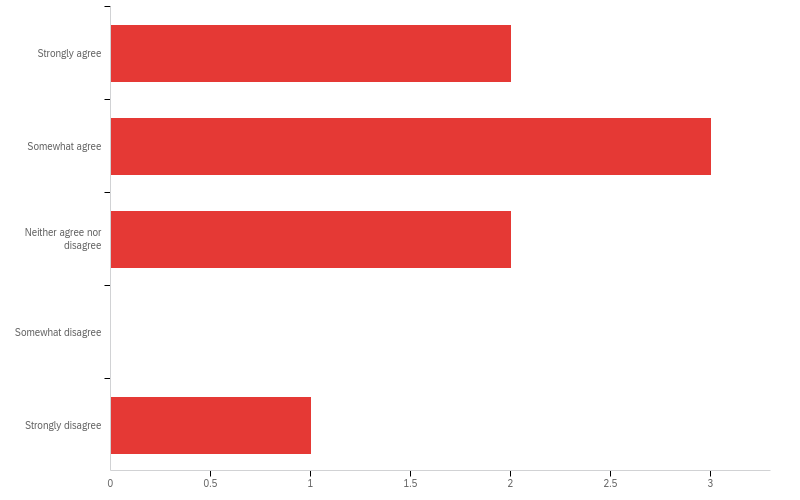 Strongly agree
Somewhat agree
Neither agree nor
disagree
Somewhat disagree
Strongly disagree
0 0.5 1 1.5 2 2.5 3